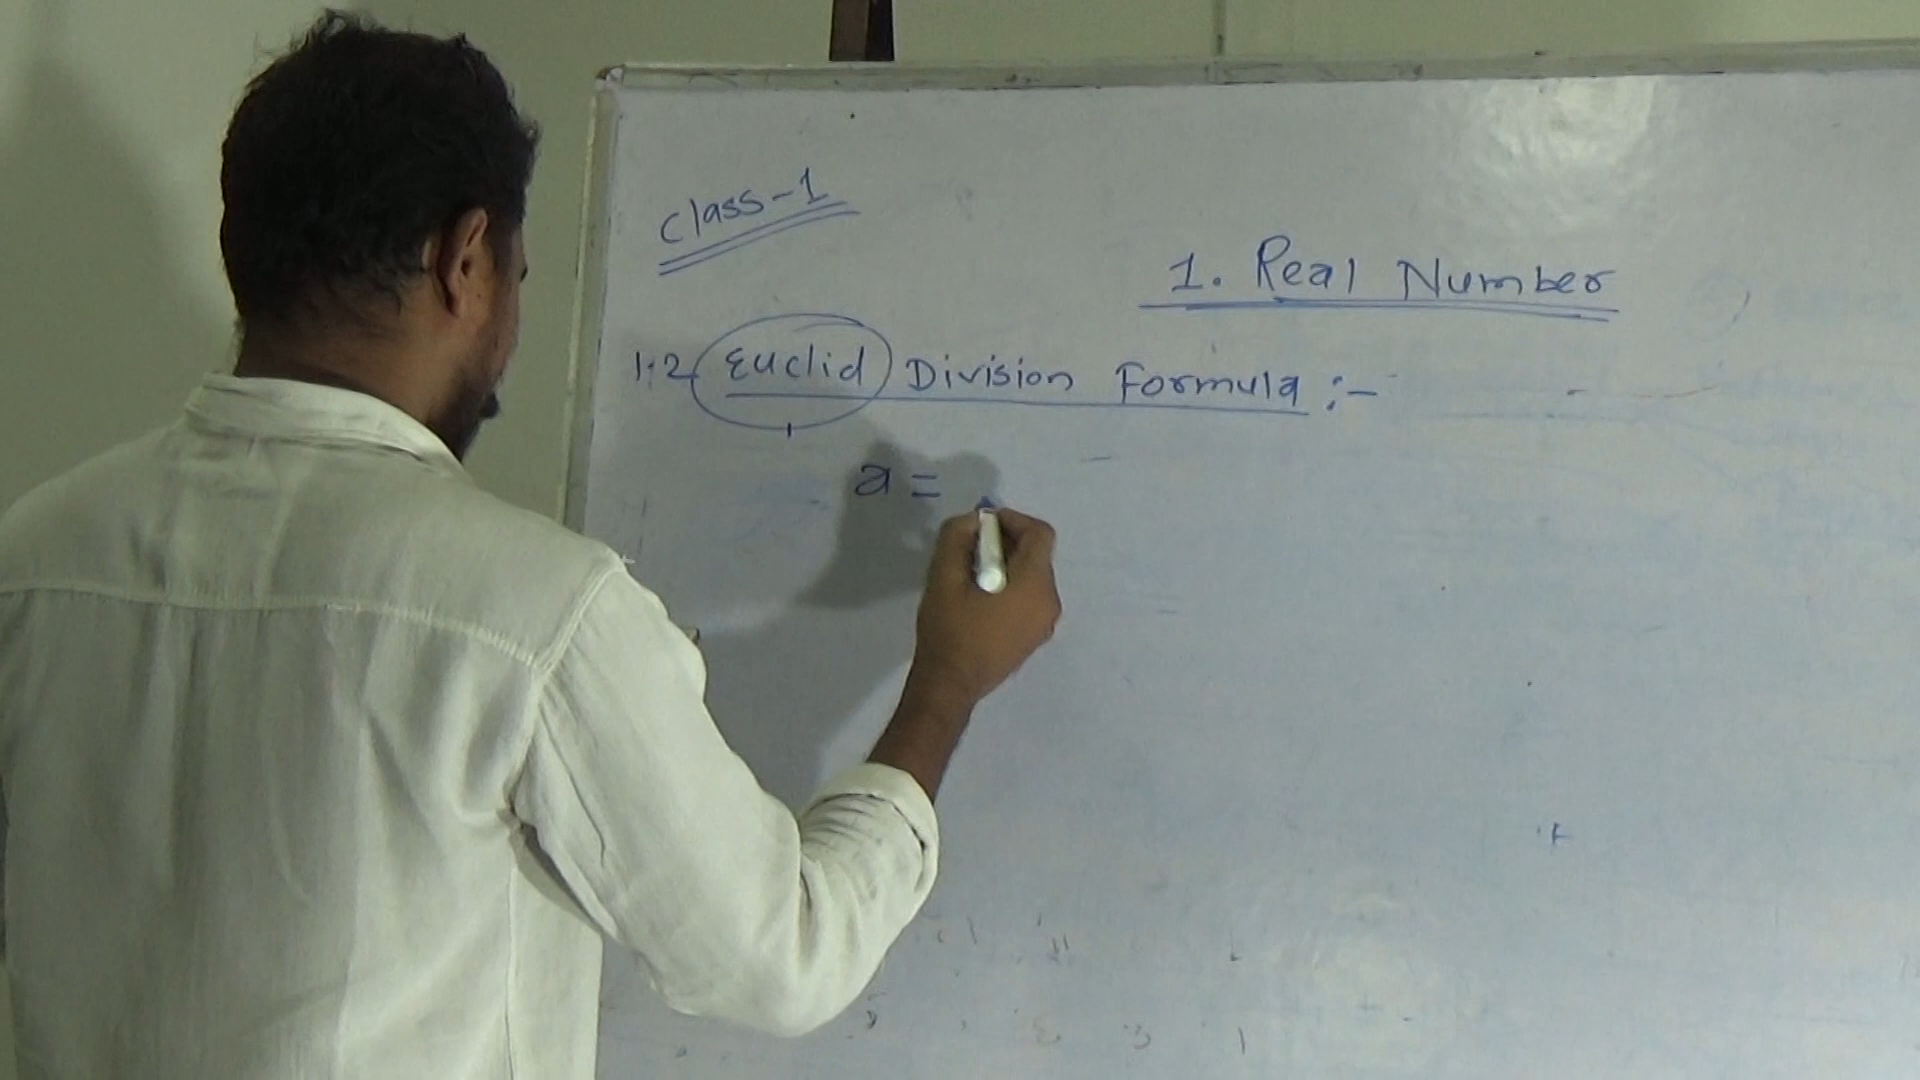 Class-1
1. Real Number
1.2 Euclid Division Formula :-
a =